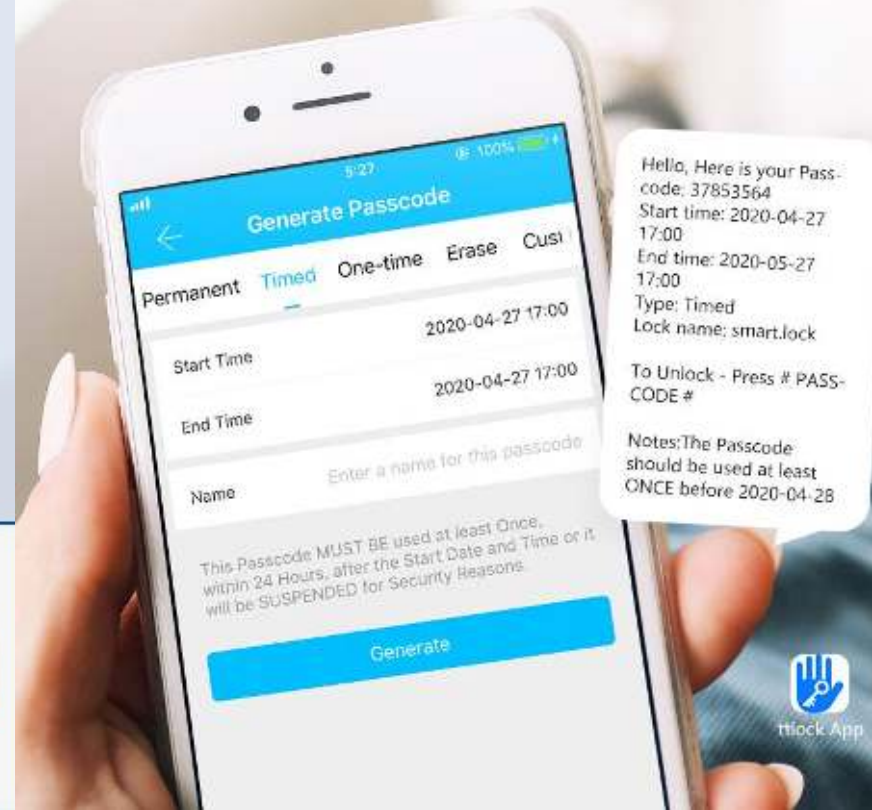 5:27
100%
Generate Passcode
Permanent Timed One-time Erase Cust
Start Time 2020-04-27 17:00
End Time 2020-04-27 17:00
Name Enter a name for this passcode
This Passcode MUST BE used at least Once,
within 24 Hours, after the Start Date and Time or it
will be SUSPENDED for Security Reasons
Generate
Hello, Here is your Pass-
code: 37853564
Start time: 2020-04-27
17:00
End time: 2020-05-27
17:00
Type: Timed
Lock name: smart.lock
To Unlock - Press # PASS-
CODE #
Notes:The Passcode
should be used at least
ONCE before 2020-04-28
ttlock App